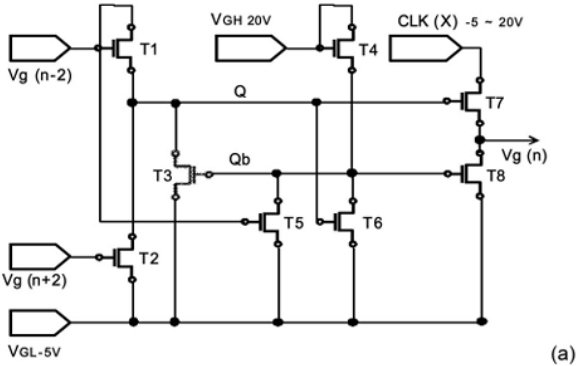 Vg (n-2)
T1
VGH 20V
T4
CLK (X) -5 ~ 20V
Q
T7
Vg (n)
T3
Qb
T8
T5
T6
T2
Vg (n+2)
VGL-5V
(a)